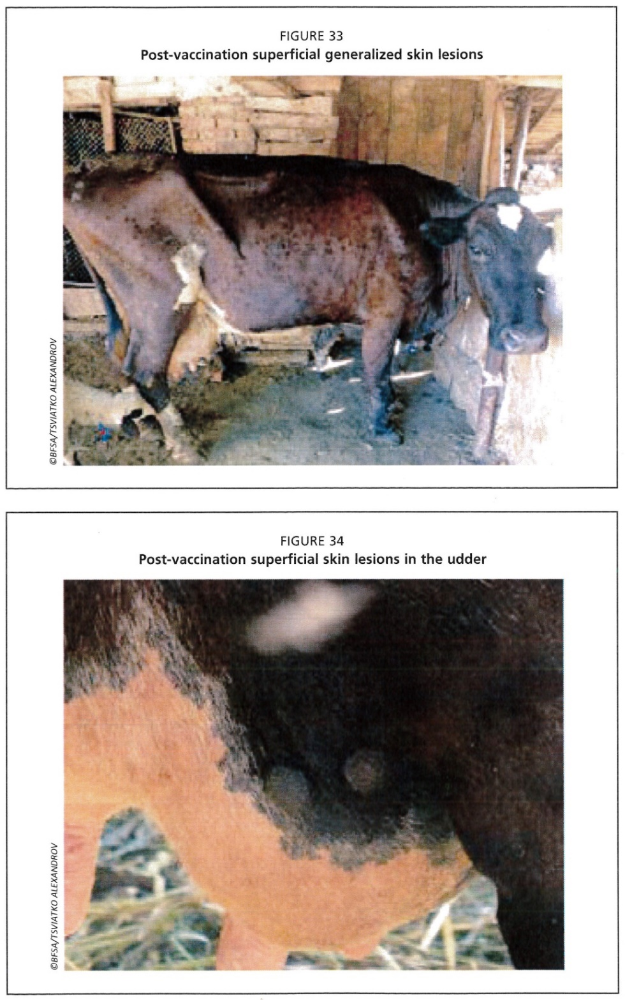 FIGURE 33
Post-vaccination superficial generalized skin lesions
©BFSA/TSVIATKO ALEXANDROV
FIGURE 34
Post-vaccination superficial skin lesions in the udder
©BFSA/TSVIATKO ALEXANDROV